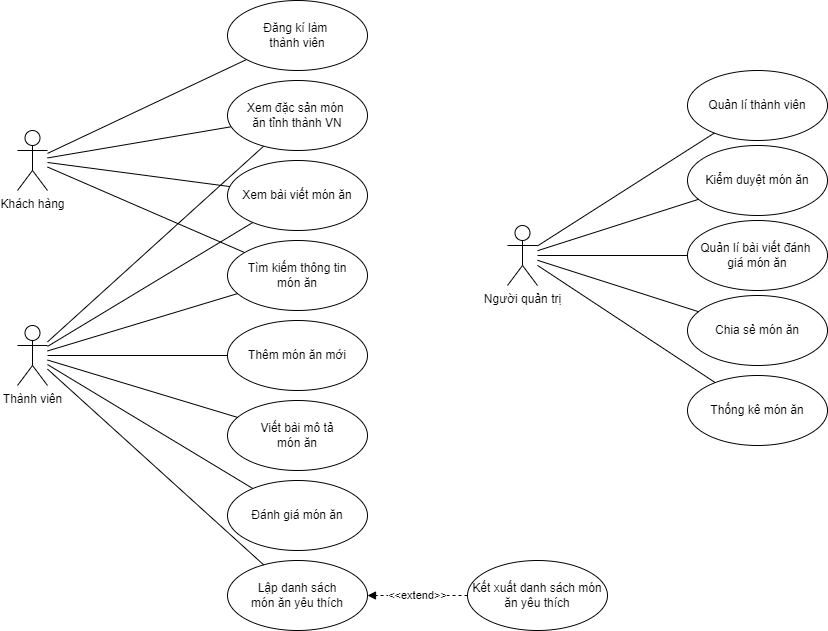 Đăng kí làm
thành viên
Xem đặc sản món
ăn tỉnh thành VN
Xem bài viết món ăn
Tìm kiếm thông tin
món ăn
Thêm món ăn mới
Viết bài mô tả
món ăn
Đánh giá món ăn
Lập danh sách
món ăn yêu thích
<<extend>>
Kết xuất danh sách món
ăn yêu thích
Khách hàng
Thành viên
Người quản trị
Quản lí thành viên
Kiểm duyệt món ăn
Quản lí bài viết đánh
giá món ăn
Chia sẻ món ăn
Thống kê món ăn